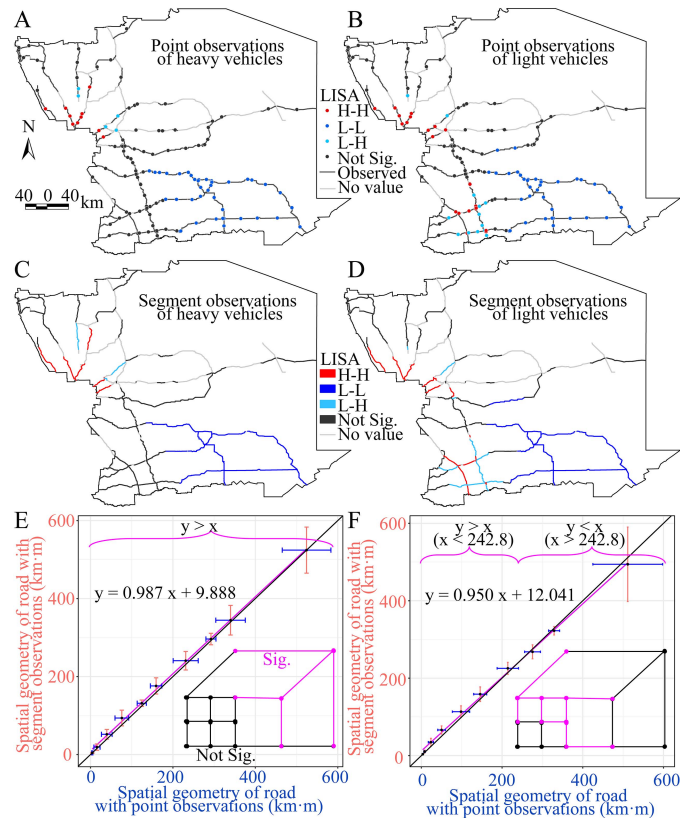 A
Point observations
of heavy vehicles
N
40 0 40
km
LISA
H-H
L-L
L-H
Not Sig.
Observed
No value
B
Point observations
of light vehicles
C
Segment observations
of heavy vehicles
LISA
H-H
L-L
L-H
Not Sig.
No value
D
Segment observations
of light vehicles
E
y > x
y = 0.987 x + 9.888
Sig.
Not Sig.
600
400
200
0
0 200 400 600
Spatial geometry of road with
segment observations (km·m)
Spatial geometry of road
with point observations (km·m)
F
y > x
(x < 242.8)
y < x
(x > 242.8)
y = 0.950 x + 12.041
600
400
200
0
0 200 400 600
Spatial geometry of road with
segment observations (km·m)
Spatial geometry of road
with point observations (km·m)